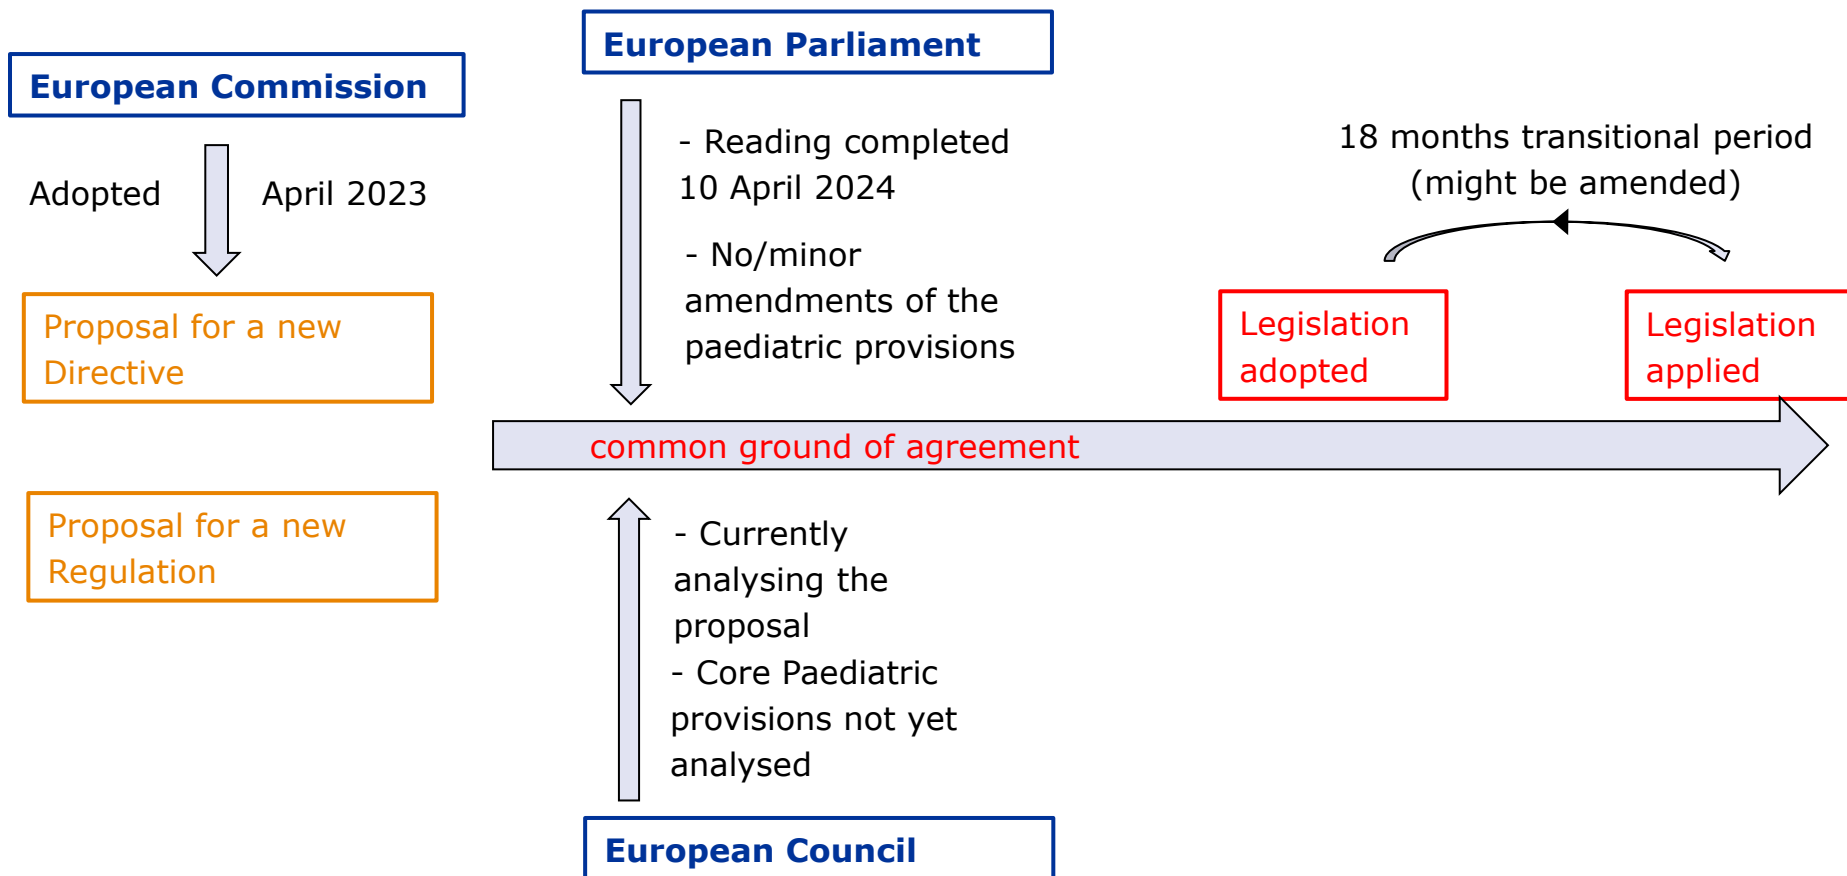 European Commission
Adopted
April 2023
Proposal for a new
Directive
Proposal for a new
Regulation
European Parliament
- Reading completed
10 April 2024
- No/minor
amendments of the
paediatric provisions
common ground of agreement
- Currently
analysing the
proposal
- Core Paediatric
provisions not yet
analysed
European Council
18 months transitional period
(might be amended)
Legislation
adopted
Legislation
applied